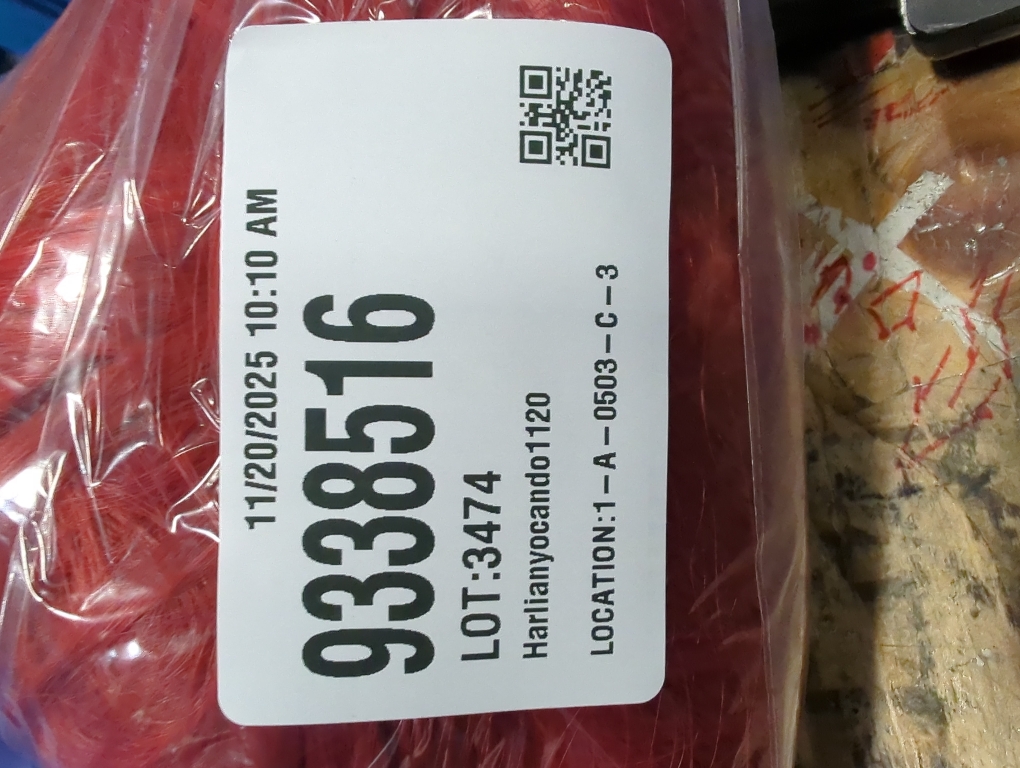 11/20/2025 10:10 AM
9338516
LOT:3474
Harlianyocando1120
LOCATION:1-A-0503-C-3